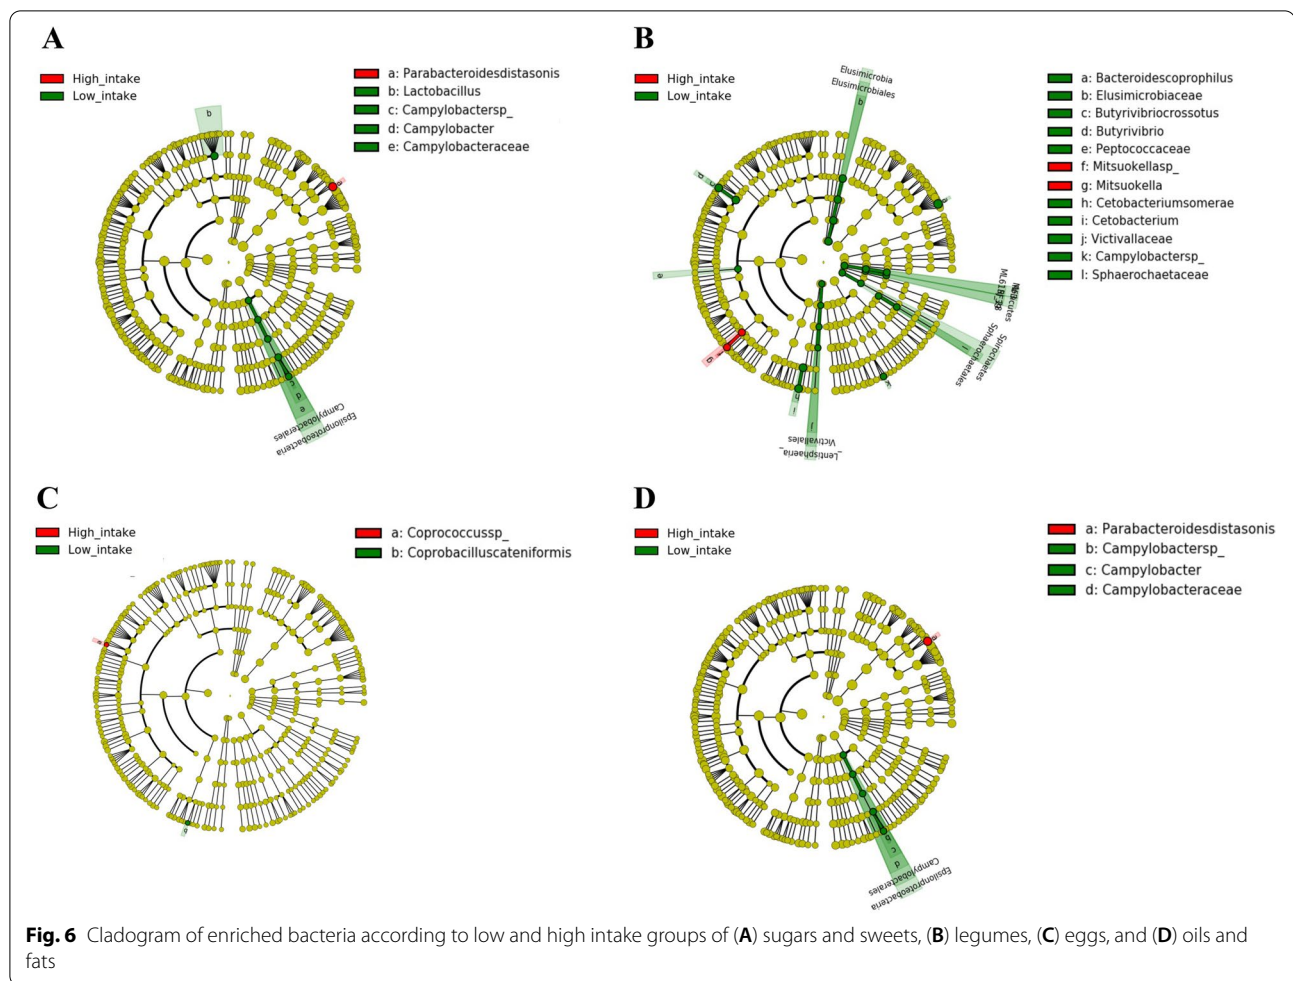 A
High_intake
Low_intake
a: Parabacteroidesdistasonis
b: Lactobacillus
c: Campylobactersp_
d: Campylobacter
e: Campylobacteraceae
b
a
c
d
e
Campylobacterales
Epsilonproteobacteria
B
High_intake
Low_intake
a: Bacteroidescoprophilus
b: Elusimicrobiaceae
c: Butyrivibriocrossotus
d: Butyrivibrio
e: Peptococcaceae
f: Mitsuokellasp_
g: Mitsuokella
h: Cetobacteriumsomerae
i: Cetobacterium
j: Victivallaceae
k: Campylobactersp_
l: Sphaerochaetaceae
Elusimicrobia
Elusimicrobiales
b
Sphaerochaetales
Spirochaetes
Victivallales
_Lentisphaeria_
C
High_intake
Low_intake
a: Coprococcussp_
b: Coprobacilluscateniformis
a
b
D
High_intake
Low_intake
a: Parabacteroidesdistasonis
b: Campylobactersp_
c: Campylobacter
d: Campylobacteraceae
a
b
c
d
Campylobacterales
Epsilonproteobacteria
Fig. 6 Cladogram of enriched bacteria according to low and high intake groups of (A) sugars and sweets, (B) legumes, (C) eggs, and (D) oils and
fats